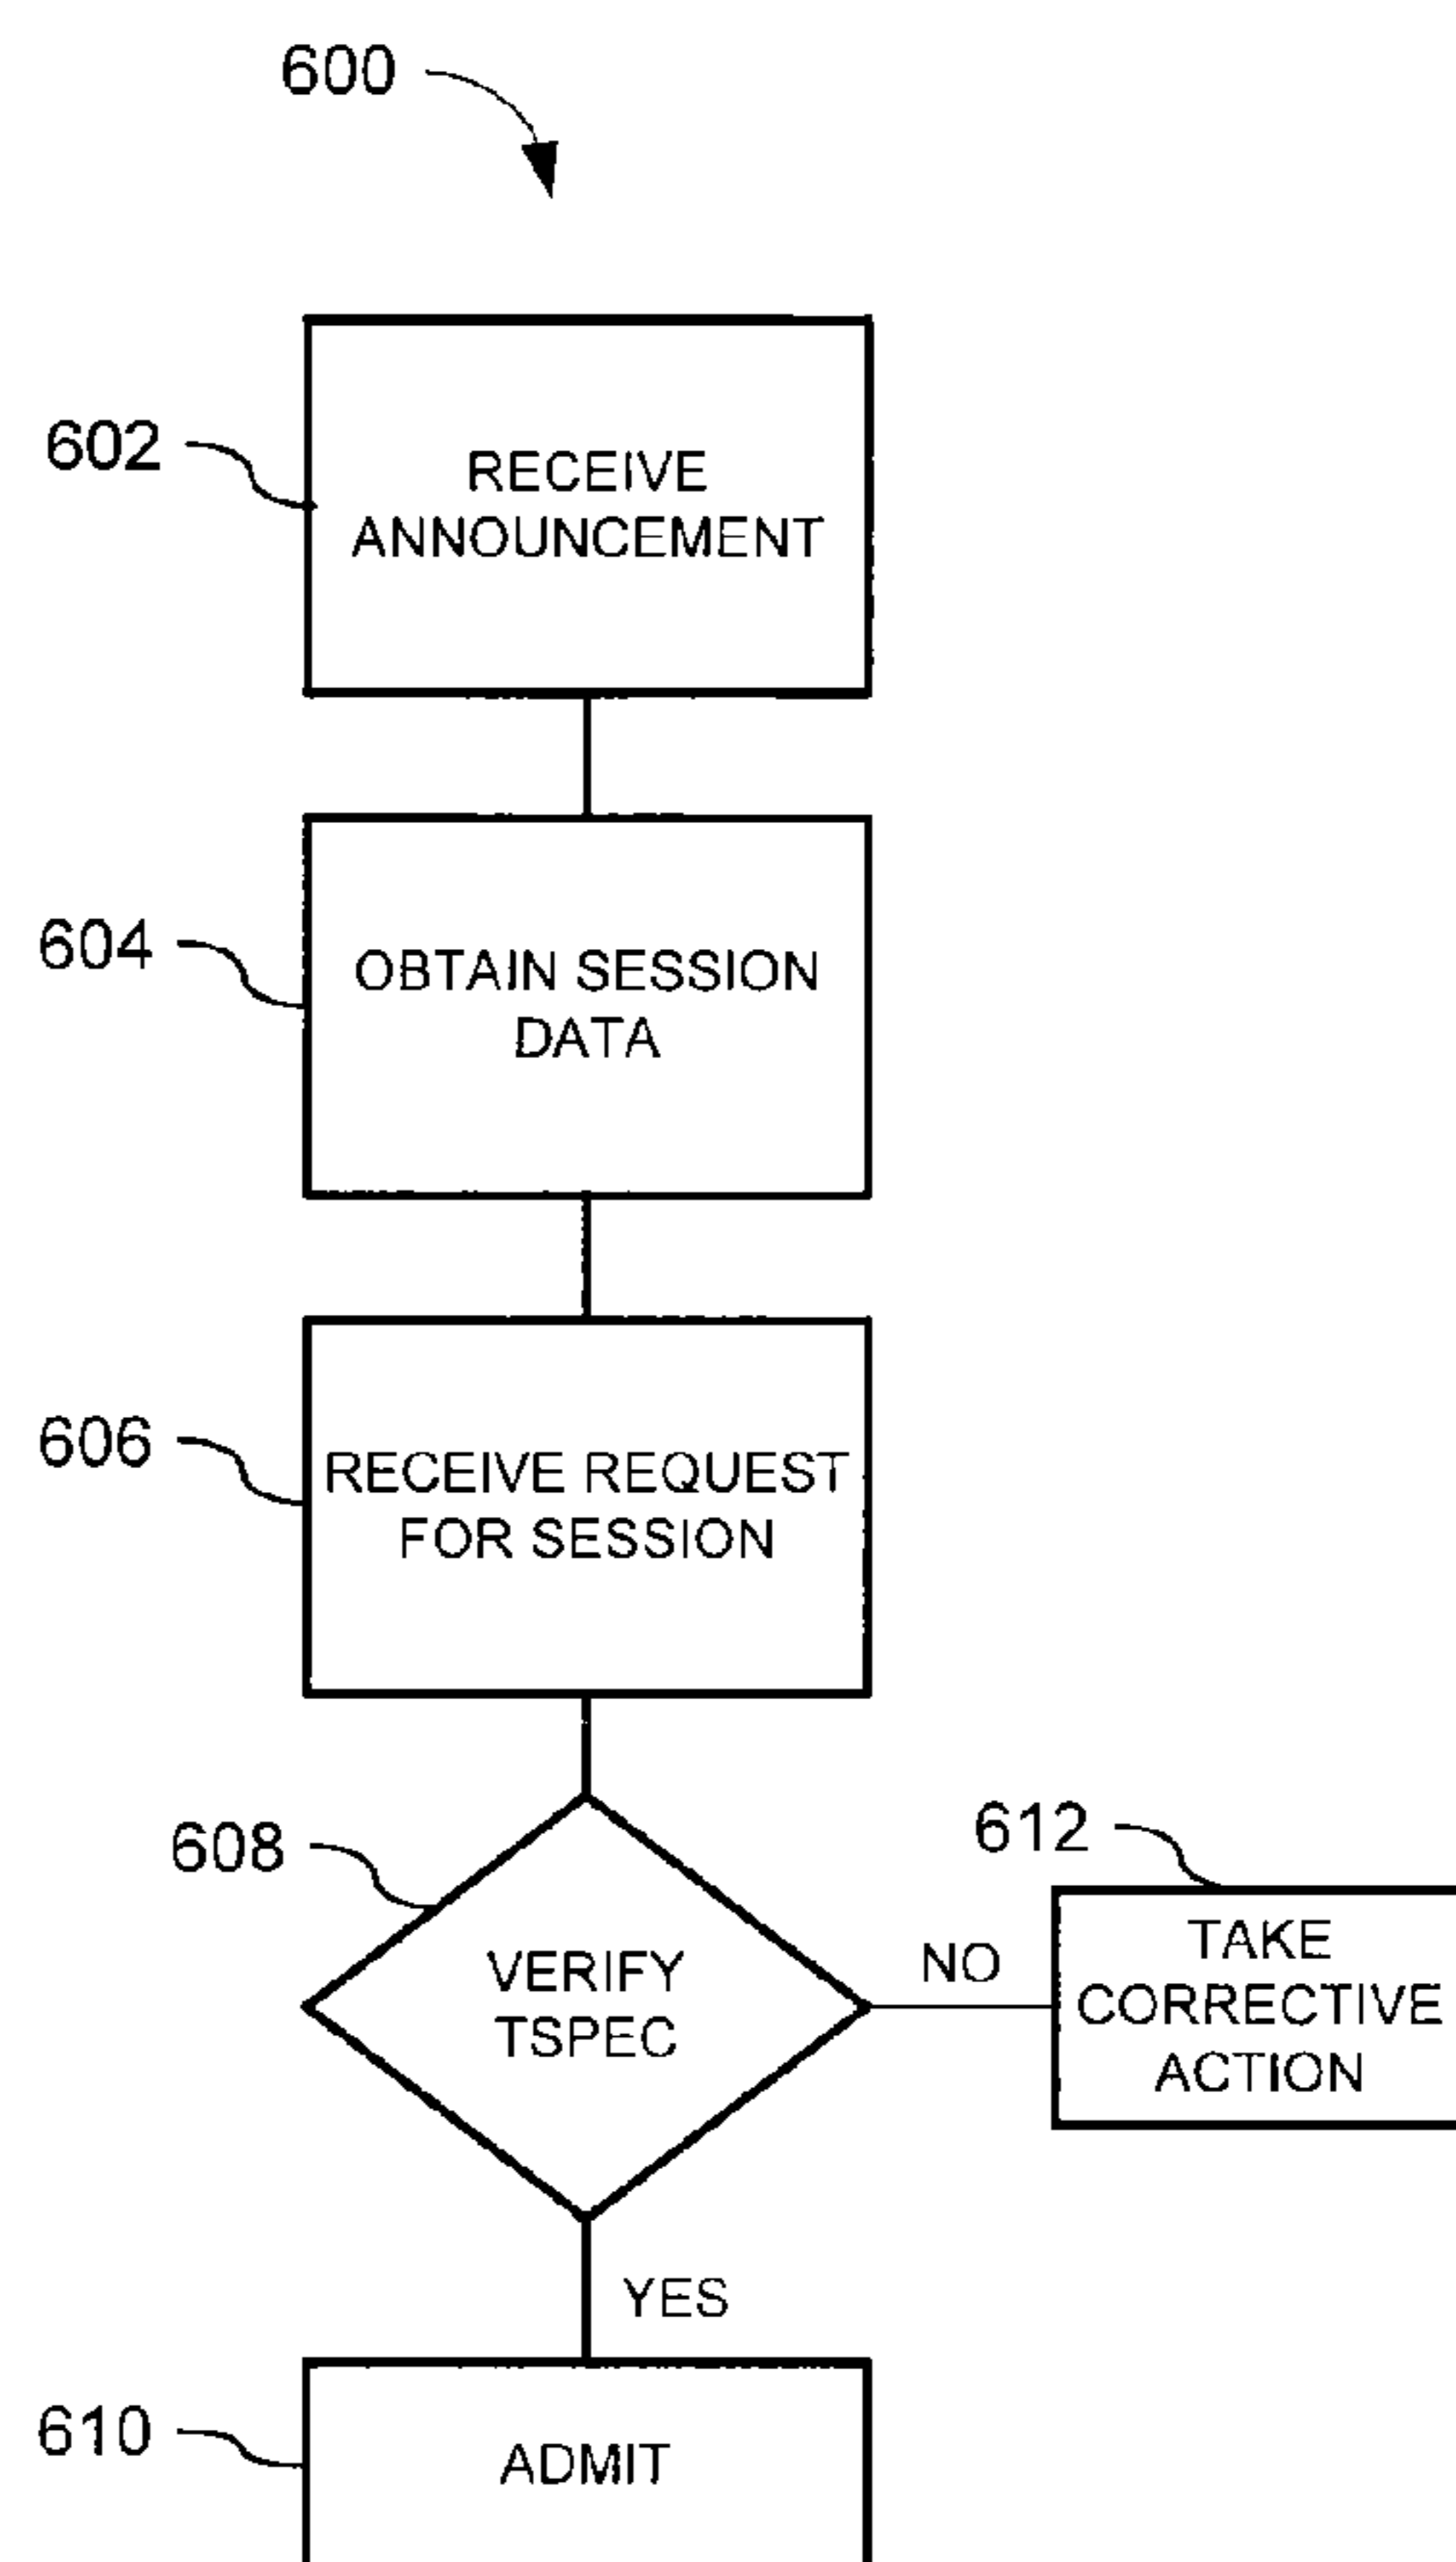 600
602
RECEIVE
ANNOUNCEMENT
604
OBTAIN SESSION
DATA
606
RECEIVE REQUEST
FOR SESSION
608
VERIFY
TSPEC
612
NO
TAKE
CORRECTIVE
ACTION
YES
610
ADMIT